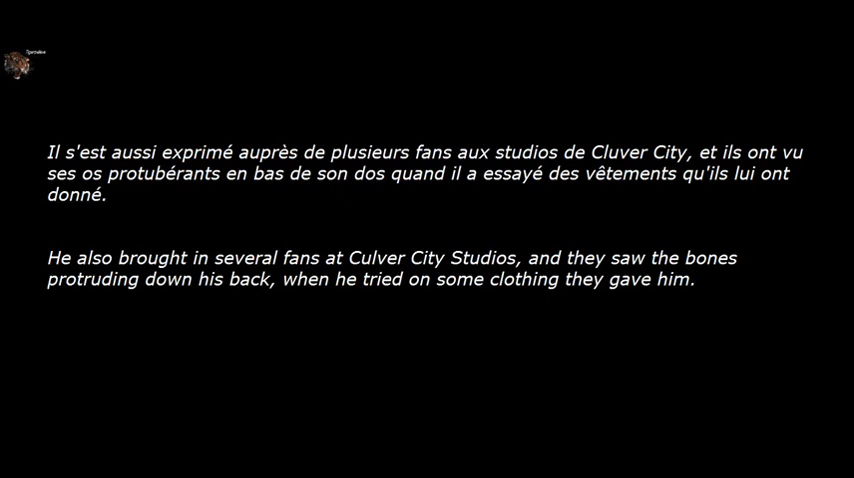 Il s'est aussi exprimé auprès de plusieurs fans aux studios de Cluver City, et ils ont vu
ses os protubérants en bas de son dos quand il a essayé des vêtements qu'ils lui ont
donné.
He also brought in several fans at Culver City Studios, and they saw the bones
protruding down his back, when he tried on some clothing they gave him.